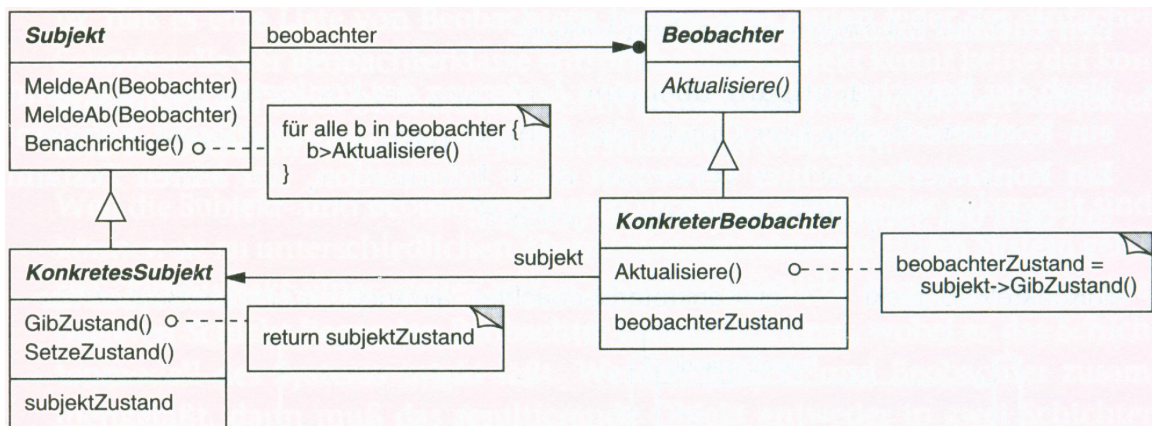 Subjekt
MeldeAn(Beobachter)
MeldeAb(Beobachter)
Benachrichtige()
beobachter
Beobachter
Aktualisiere()
für alle b in beobachter {
b>Aktualisiere()
}
KonkretesSubjekt
GibZustand()
SetzeZustand()
subjektZustand
return subjektZustand
subjekt
KonkreterBeobachter
Aktualisiere()
beobachterZustand
beobachterZustand =
subjekt->GibZustand()